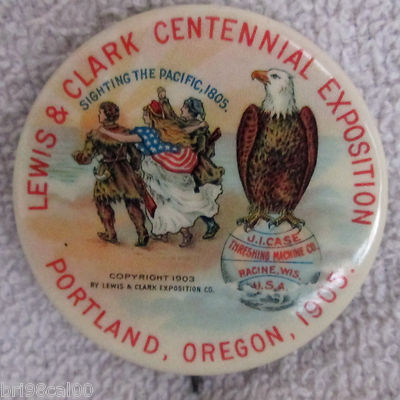 LEWIS & CLARK CENTENNIAL EXPOSITION
SIGHTING THE PACIFIC, 1805.
J.I. CASE
THRESHING MACHINE CO.
RACINE, WIS.
U.S.A.
COPYRIGHT 1903
BY LEWIS & CLARK EXPOSITION CO.
PORTLAND, OREGON, 1905.
bri98cal00